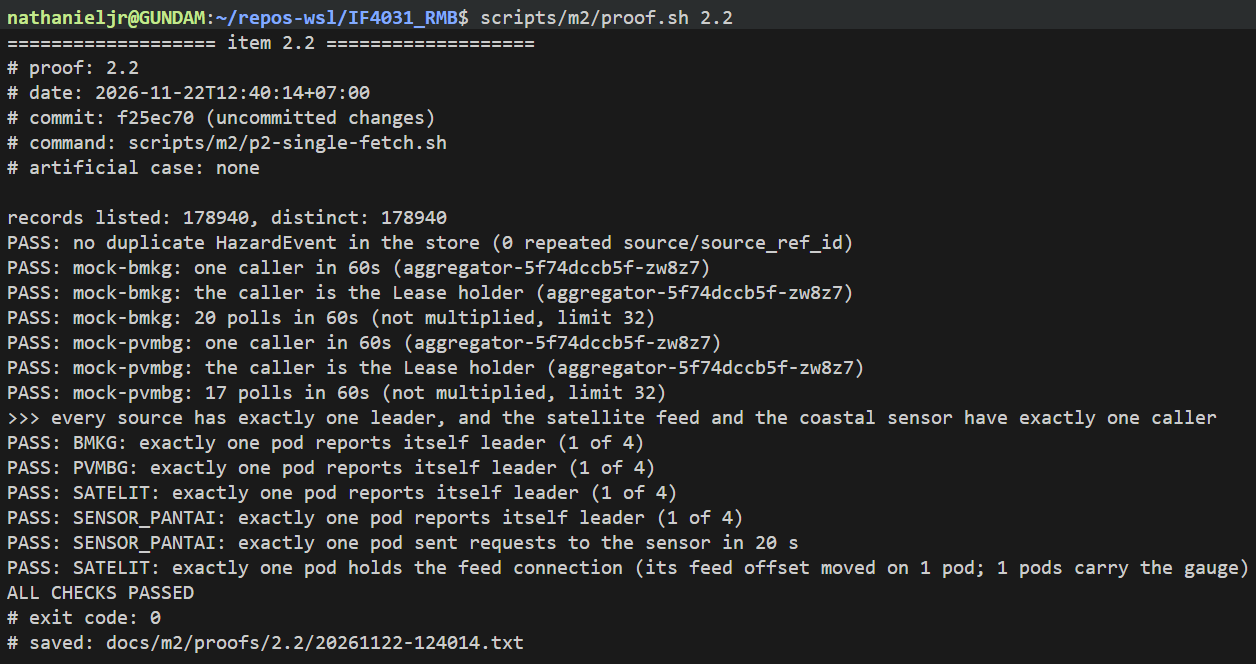 nathanieljr@GUNDAM:~/repos-wsl/IF4031_RMB$ scripts/m2/proof.sh 2.2
=================== item 2.2 ===================
# proof: 2.2
# date: 2026-11-22T12:40:14+07:00
# commit: f25ec70 (uncommitted changes)
# command: scripts/m2/p2-single-fetch.sh
# artificial case: none
records listed: 178940, distinct: 178940
PASS: no duplicate HazardEvent in the store (0 repeated source/source_ref_id)
PASS: mock-bmkg: one caller in 60s (aggregator-5f74dccb5f-zw8z7)
PASS: mock-bmkg: the caller is the Lease holder (aggregator-5f74dccb5f-zw8z7)
PASS: mock-bmkg: 20 polls in 60s (not multiplied, limit 32)
PASS: mock-pvmbg: one caller in 60s (aggregator-5f74dccb5f-zw8z7)
PASS: mock-pvmbg: the caller is the Lease holder (aggregator-5f74dccb5f-zw8z7)
PASS: mock-pvmbg: 17 polls in 60s (not multiplied, limit 32)
>>> every source has exactly one leader, and the satellite feed and the coastal sensor have exactly one caller
PASS: BMKG: exactly one pod reports itself leader (1 of 4)
PASS: PVMBG: exactly one pod reports itself leader (1 of 4)
PASS: SATELIT: exactly one pod reports itself leader (1 of 4)
PASS: SENSOR_PANTAI: exactly one pod reports itself leader (1 of 4)
PASS: SENSOR_PANTAI: exactly one pod sent requests to the sensor in 20 s
PASS: SATELIT: exactly one pod holds the feed connection (its feed offset moved on 1 pod; 1 pods carry the gauge)
ALL CHECKS PASSED
# exit code: 0
# saved: docs/m2/proofs/2.2/20261122-124014.txt